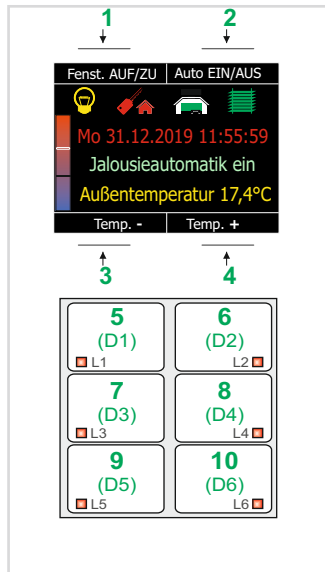 1 2
Fenst. AUF/ZU Auto EIN/AUS
Mo 31.12.2019 11:55:59
Jalousieautomatik ein
Außentemperatur 17,4°C
Temp. - Temp. +
3 4
5 6
(D1) (D2)
L1 L2
7 8
(D3) (D4)
L3 L4
9 10
(D5) (D6)
L5 L6